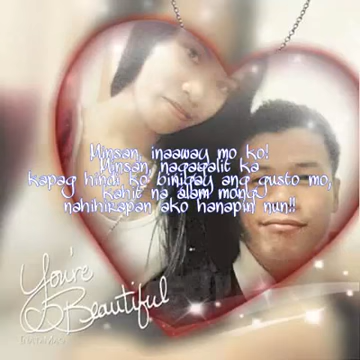 Minsan, inaaway mo ko!
Minsan, nagagalit ka
kapag hindi ko binibgay ang gusto mo,
kahit na alam mong
nahihirapan ako hanapin nun!!
You're
Beautiful